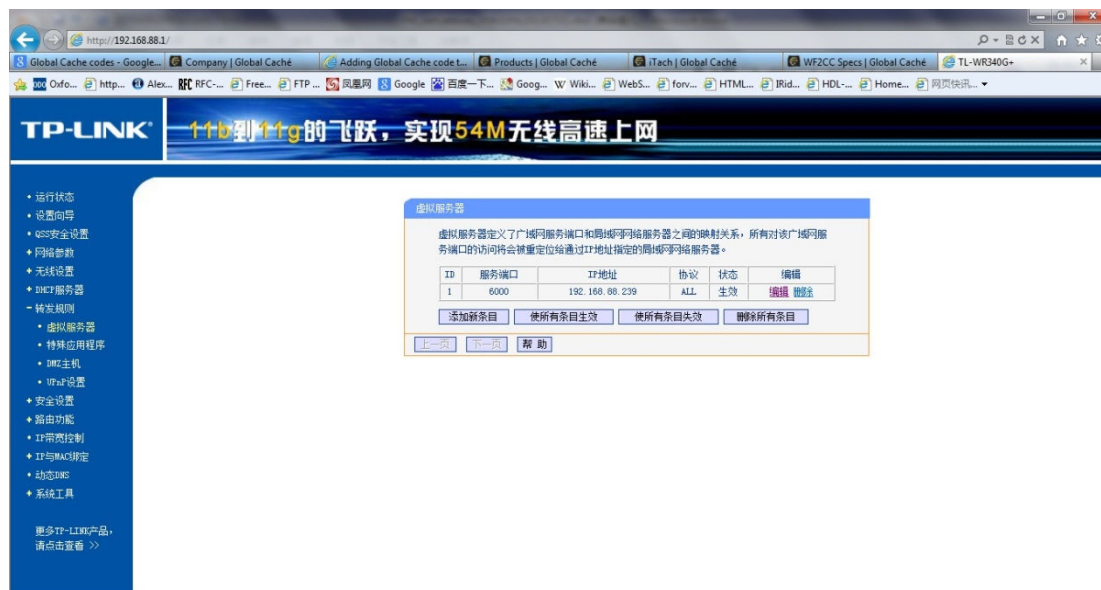 http://192.168.88.1/
Global Cache codes - Google...
Company | Global Caché
Adding Global Cache code t...
Products | Global Caché
iTach | Global Caché
WF2CC Specs | Global Caché
TL-WR340G+
Oxfo...
http...
Alex...
RFC RFC-...
Free...
FTP ...
凤凰网
Google
百度一下...
Goog...
W Wiki...
WebS...
forv...
HTML...
IRid...
HDL-...
Home...
网页快讯...
TP-LINK
11b到11g的飞跃，实现54M无线高速上网
运行状态
设置向导
QSS安全设置
网络参数
无线设置
DHCP服务器
转发规则
虚拟服务器
特殊应用程序
DMZ主机
UPnP设置
安全设置
路由功能
IP带宽控制
IP与MAC绑定
动态DNS
系统工具
更多TP-LINK产品，
请点击查看 >>
虚拟服务器
虚拟服务器定义了广域网服务端口和局域网网络服务器之间的映射关系，所有对该广域网服
务端口的访问将会被重定位给通过IP地址指定的局域网网络服务器。
ID 服务端口 IP地址 协议 状态 编辑
1 6000 192.168.88.239 ALL 生效 编辑 删除
添加新条目 使所有条目生效 使所有条目失效 删除所有条目
上一页 下一页 帮 助